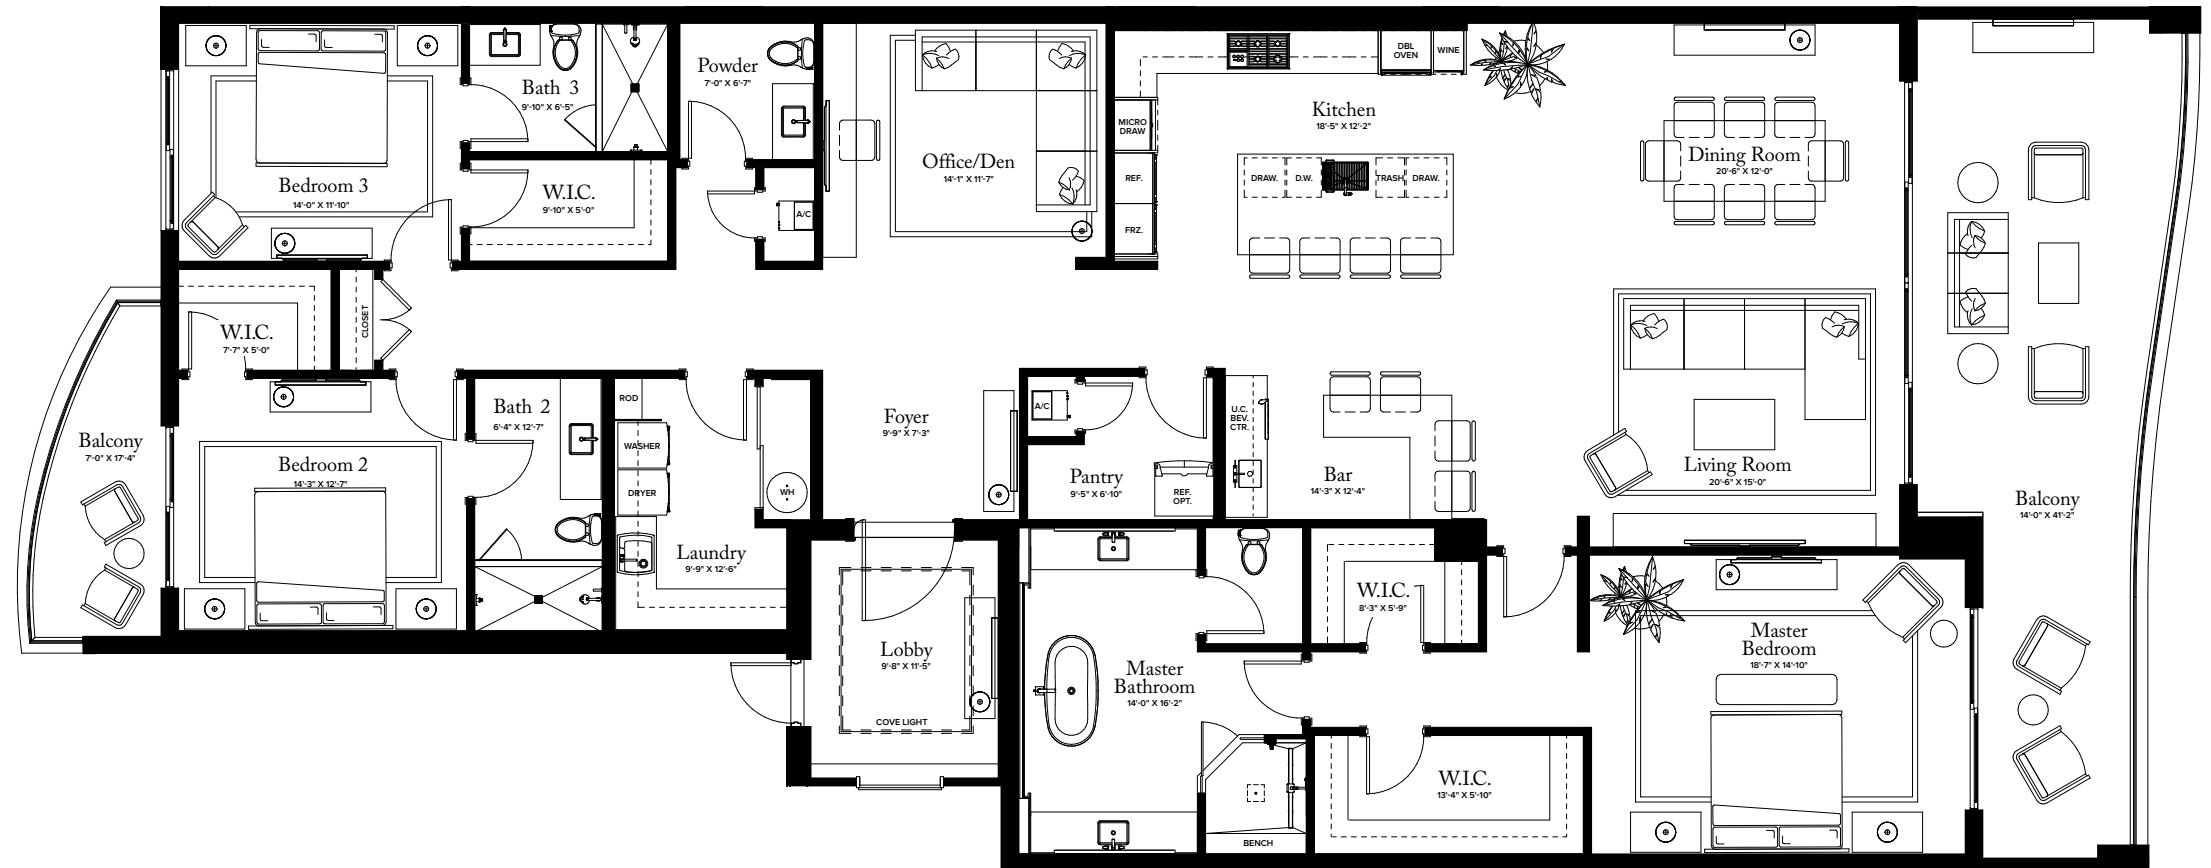 Bedroom 3
14'-0" X 11'-10"
Bath 3
9'-10" X 6'-5"
W.I.C.
9'-10" X 5'-0"
Powder
7'-0" X 6'-7"
A/C
Office/Den
14'-1" X 11'-7"
MICRO
DRAW
REF.
FRZ.
Kitchen
18'-5" X 12'-2"
DBL
OVEN
WINE
DRAW.
D.W.
TRASH
DRAW.
Dining Room
20'-6" X 12'-0"
W.I.C.
7'-7" X 5'-0"
CLOSET
Balcony
7'-0" X 17'-4"
Bedroom 2
14'-3" X 12'-7"
Bath 2
6'-4" X 12'-7"
ROD
WASHER
DRYER
WH
Laundry
9'-9" X 12'-6"
Foyer
9'-9" X 7'-3"
A/C
Pantry
9'-5" X 6'-10"
REF.
OPT.
U.C.
BEV.
CTR.
Bar
14'-3" X 12'-4"
Living Room
20'-6" X 15'-0"
Balcony
14'-0" X 41'-2"
Lobby
9'-8" X 11'-5"
COVE LIGHT
Master
Bathroom
14'-0" X 16'-2"
BENCH
W.I.C.
8'-3" X 5'-9"
W.I.C.
13'-4" X 5'-10"
Master
Bedroom
18'-7" X 14'-10"